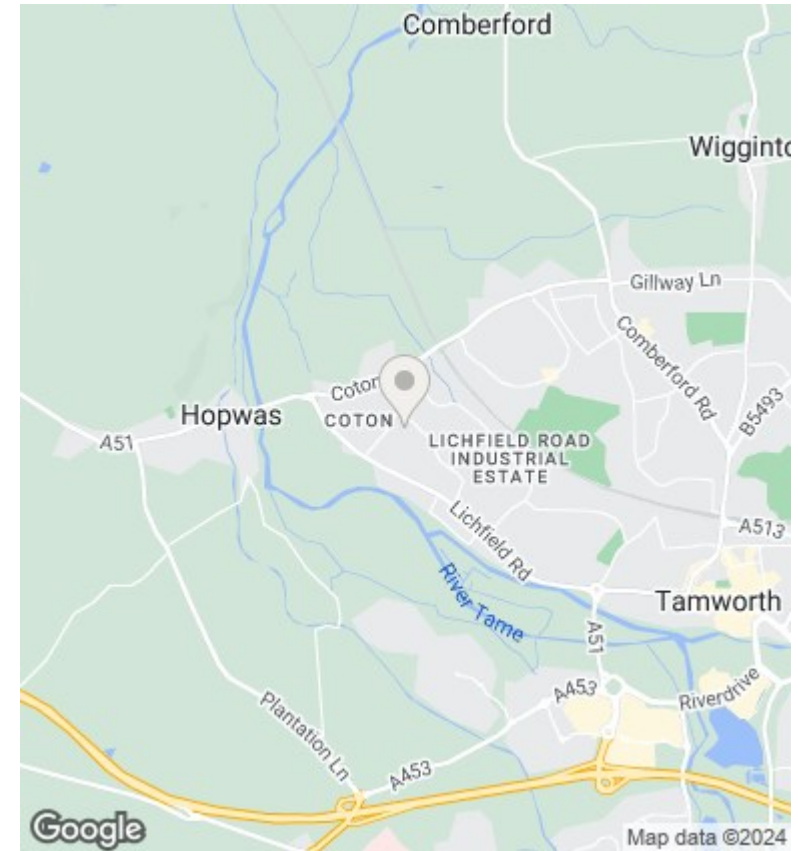 Comberford
Wigginto
Gillway Ln
Comberford Rd
Coton
B5493
Hopwas
COTON
A51
LICHFIELD ROAD
INDUSTRIAL
ESTATE
Lichfield Rd
A513
River Tame
Tamworth
A51
A453
Riverdrive
Plantation Ln
A453
Google
Map data ©2024